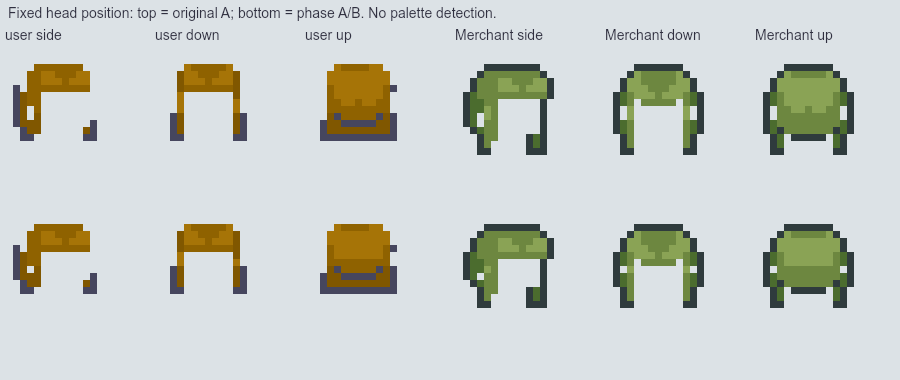 Fixed head position: top = original A; bottom = phase A/B. No palette detection.
user side user down user up Merchant side Merchant down Merchant up